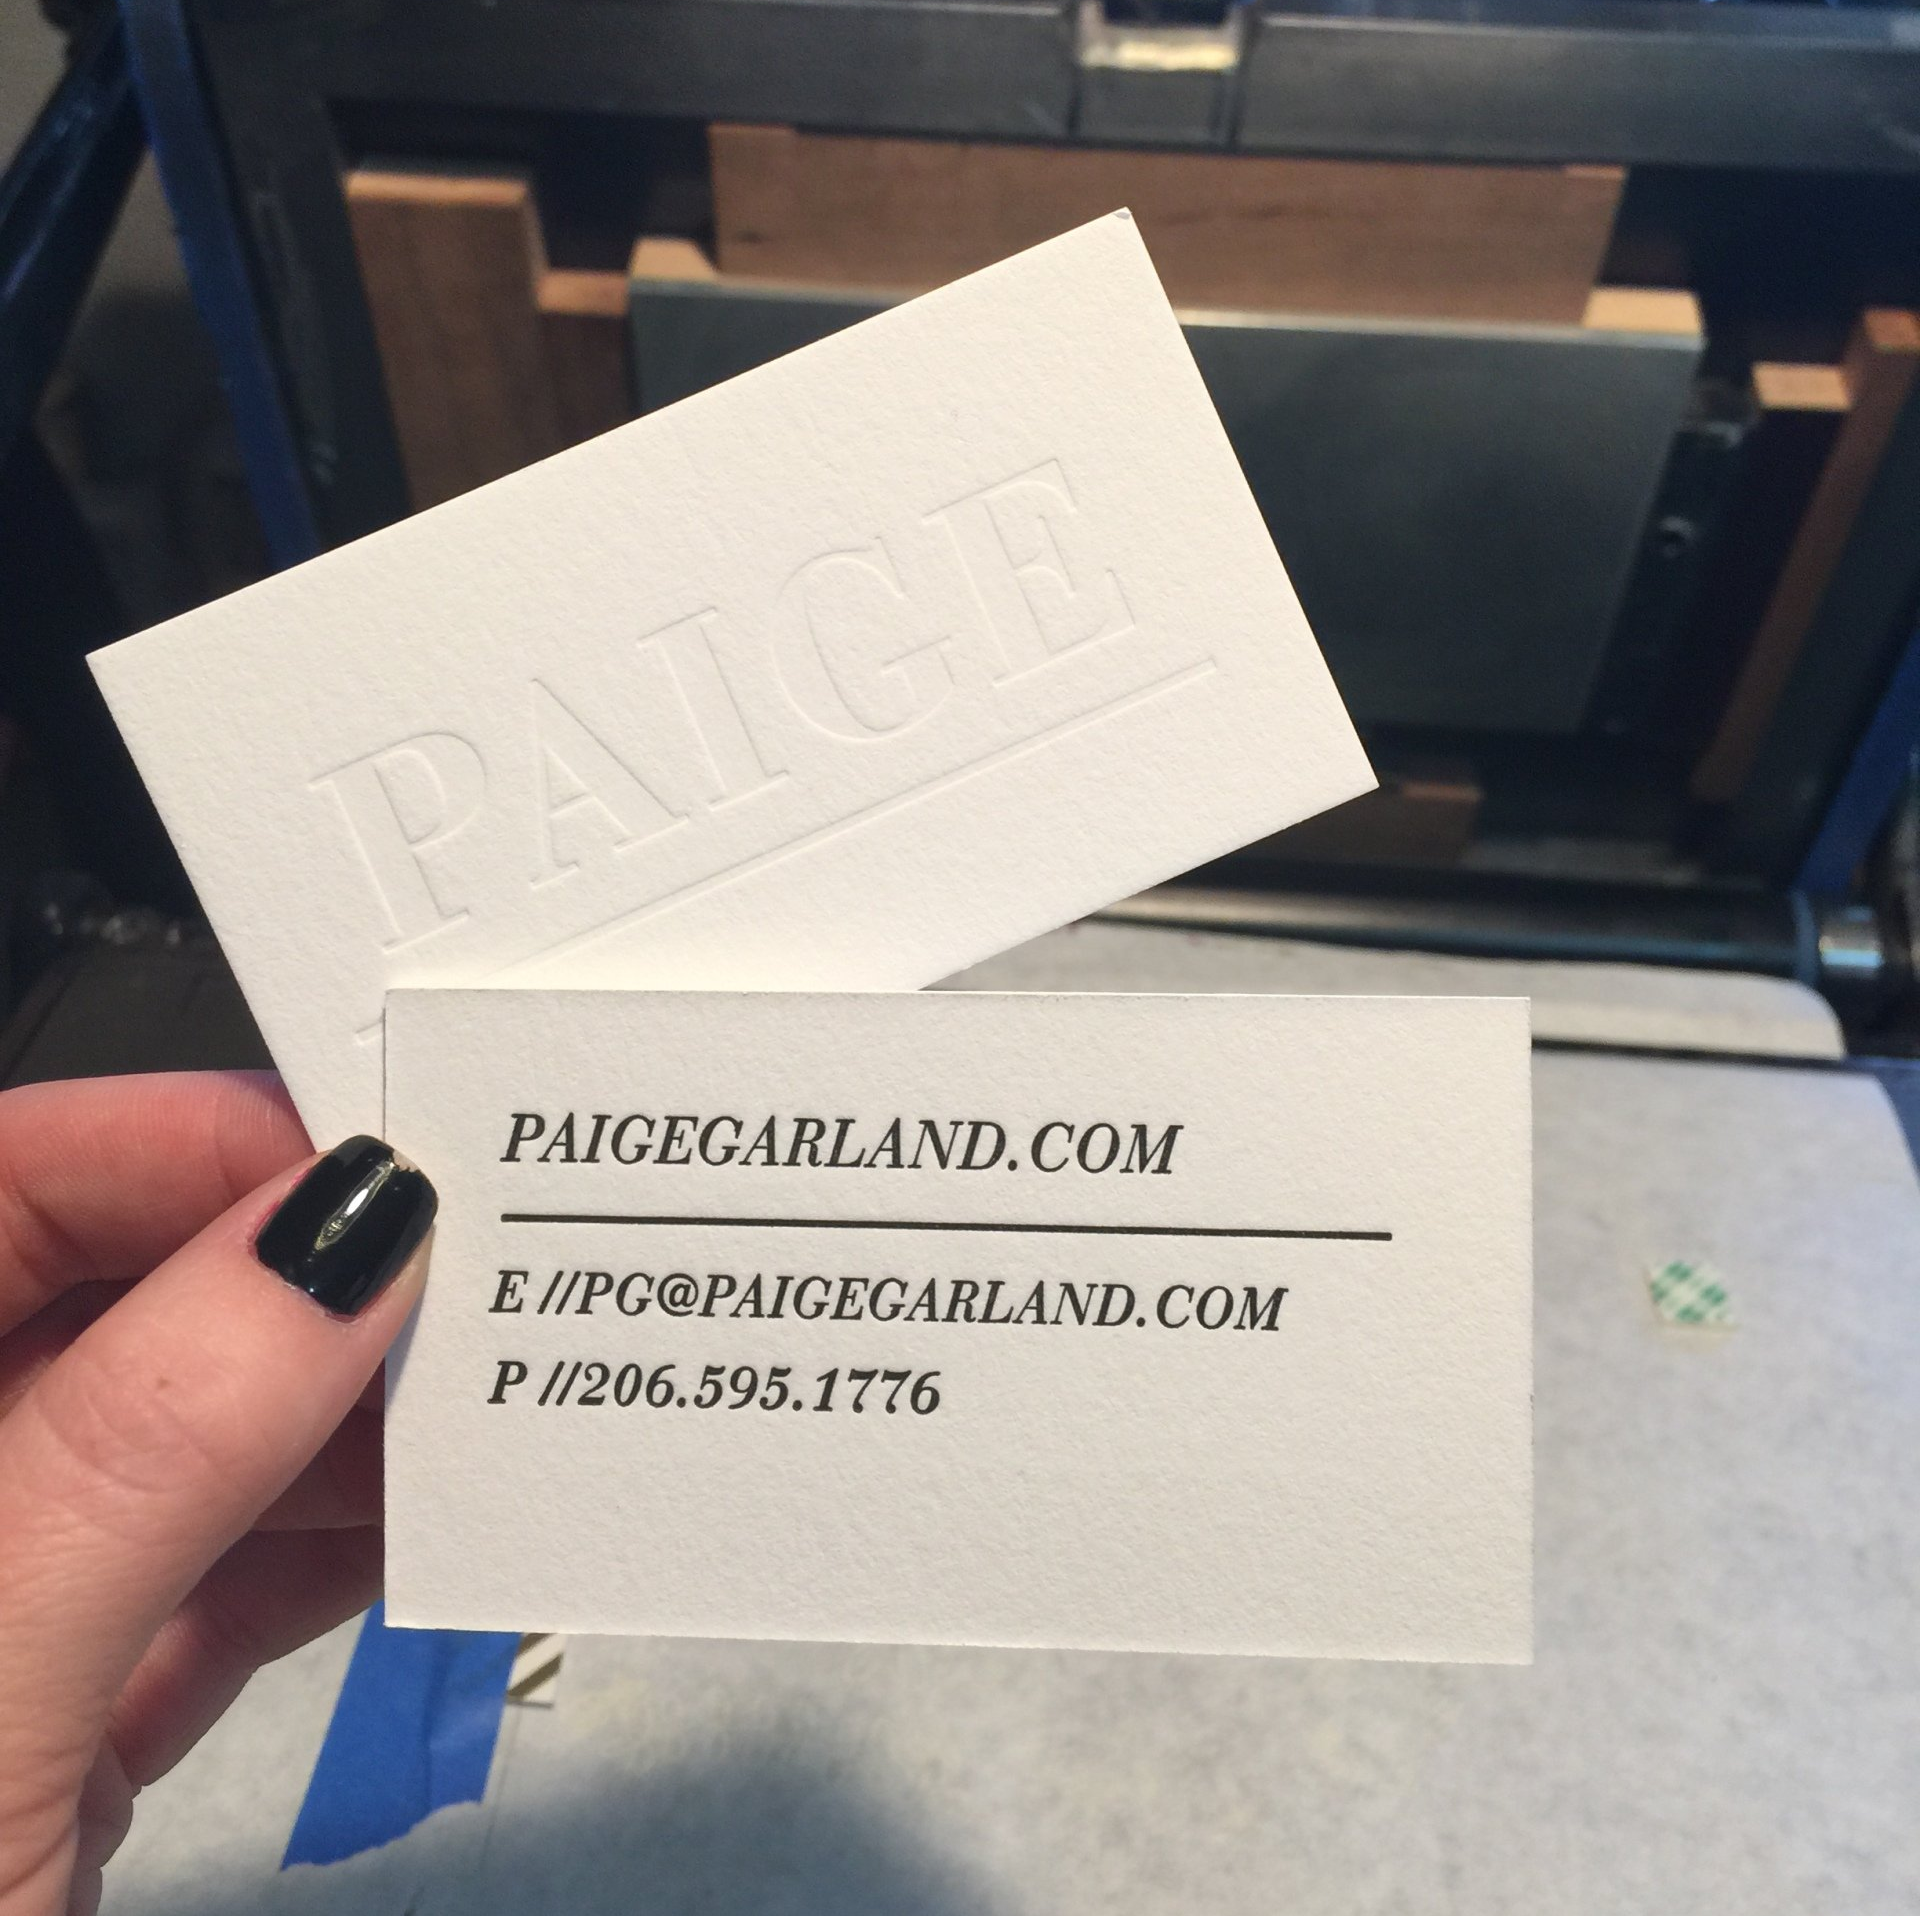 PAIGE
PAIGEGARLAND.COM
E //PG@PAIGEGARLAND.COM
P //206.595.1776